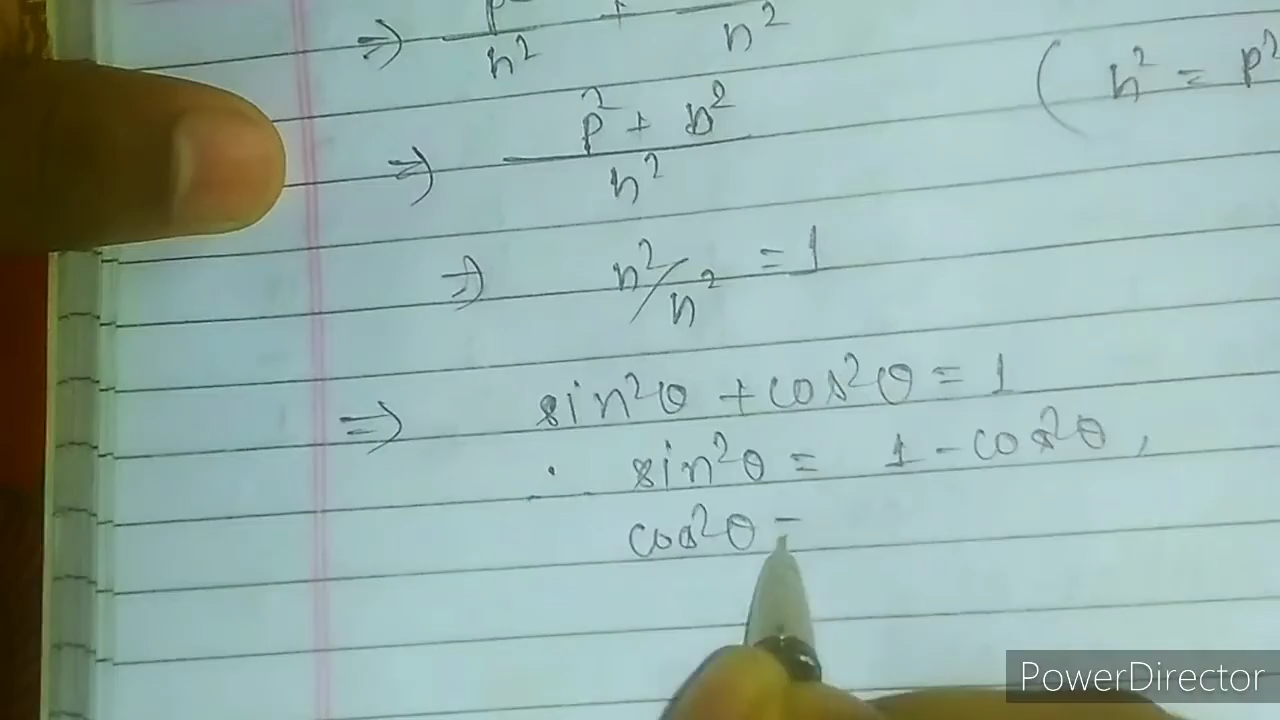 ⇒ p²/h² + /h²
(h² = p²
⇒ p² + b²/h²
⇒ h²/h² = 1
⇒ sin²θ + cos²θ = 1
∴ sin²θ = 1 - cos²θ,
cos²θ =
PowerDirector